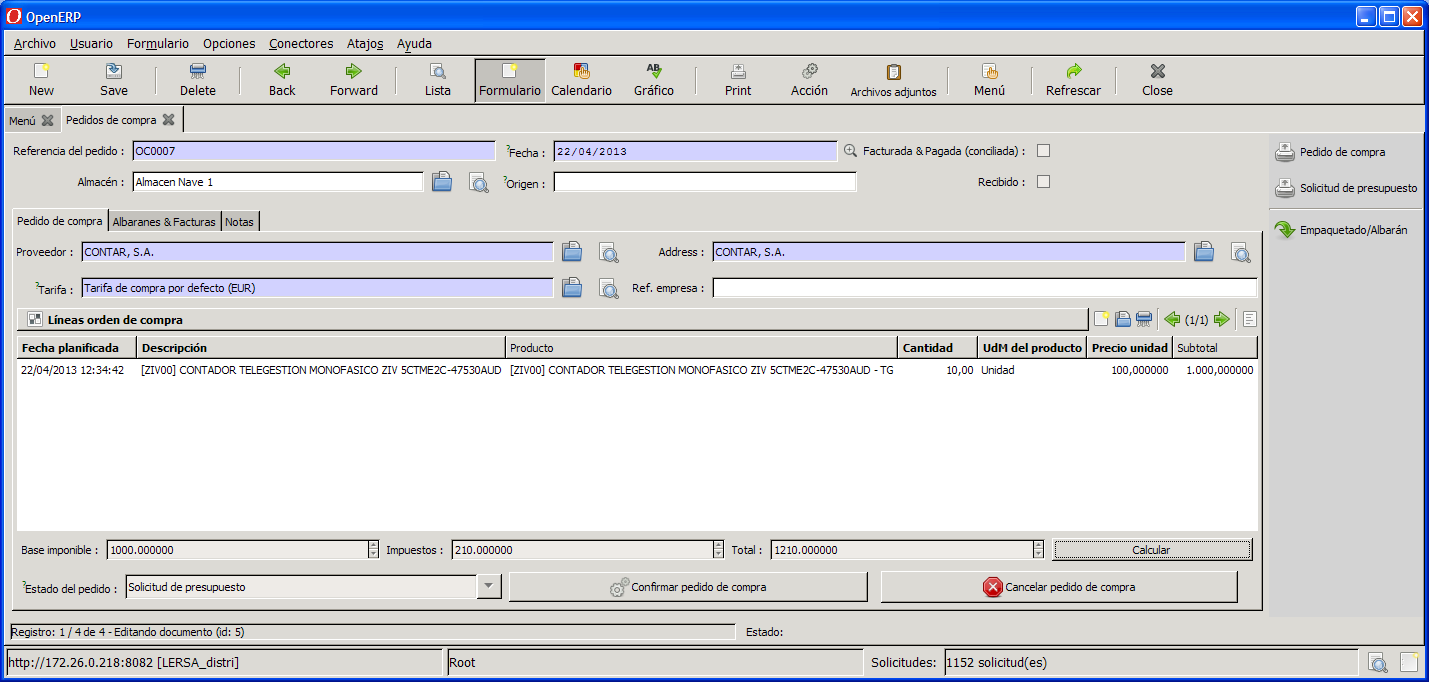 OpenERP
Archivo Usuario Formulario Opciones Conectores Atajos Ayuda
New Save Delete Back Forward Lista Formulario Calendario Gráfico Print Acción Archivos adjuntos Menú Refrescar Close
Menú Pedidos de compra
Referencia del pedido : OC0007 ?Fecha : 22/04/2013 Facturada & Pagada (conciliada) : Pedido de compra
Almacén : Almacen Nave 1 ?Origen : Recibido : Solicitud de presupuesto
Pedido de compra Albaranes & Facturas Notas Empaquetado/Albarán
Proveedor : CONTAR, S.A. Address : CONTAR, S.A.
?Tarifa : Tarifa de compra por defecto (EUR) Ref. empresa :
Líneas orden de compra (1/1)
Fecha planificada Descripción Producto Cantidad UdM del producto Precio unidad Subtotal
22/04/2013 12:34:42 [ZIV00] CONTADOR TELEGESTION MONOFASICO ZIV 5CTME2C-47530AUD [ZIV00] CONTADOR TELEGESTION MONOFASICO ZIV 5CTME2C-47530AUD - TG 10,00 Unidad 100,000000 1.000,000000
Base imponible : 1000.000000 Impuestos : 210.000000 Total : 1210.000000 Calcular
?Estado del pedido : Solicitud de presupuesto Confirmar pedido de compra Cancelar pedido de compra
Registro: 1 / 4 de 4 - Editando documento (id: 5) Estado:
http://172.26.0.218:8082 [LERSA_distri] Root Solicitudes: 1152 solicitud(es)